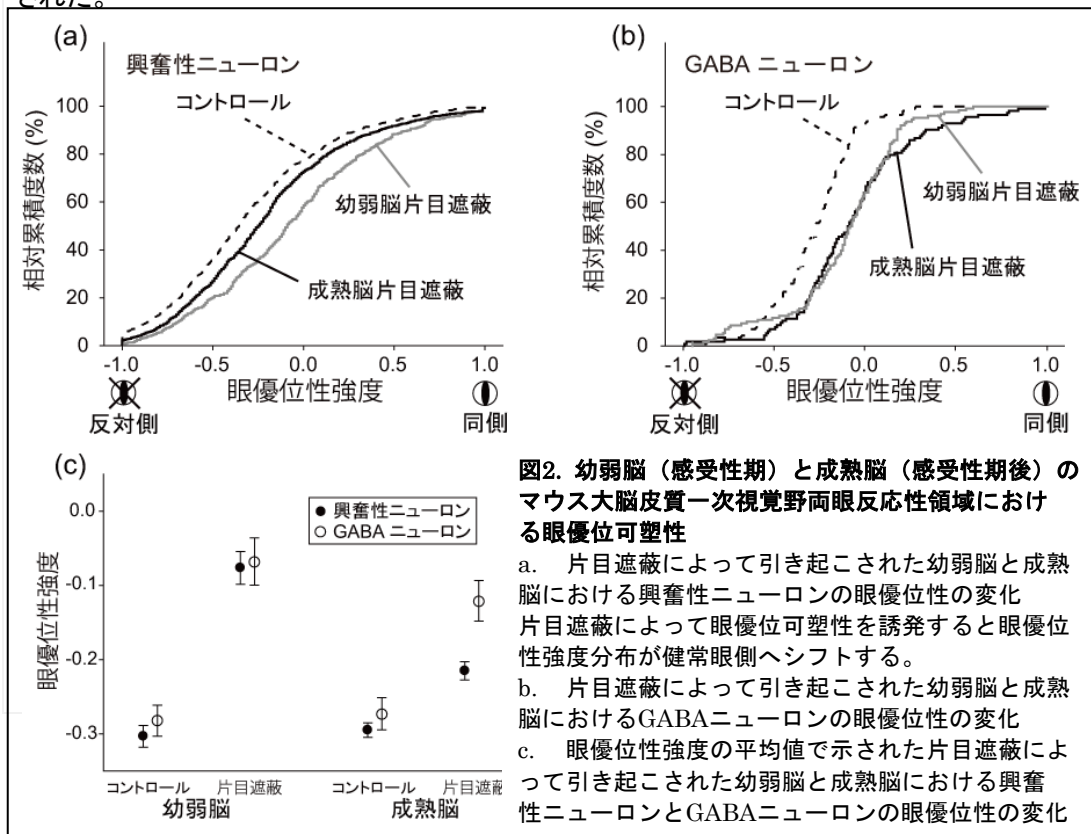 された。
(a)
興奮性ニューロン
コントロール
幼弱脳片目遮蔽
成熟脳片目遮蔽
相対累積度数 (%)
100
80
60
40
20
0
-1.0
-0.5
0.0
0.5
1.0
眼優位性強度
反対側
同側
(b)
GABA ニューロン
コントロール
幼弱脳片目遮蔽
成熟脳片目遮蔽
相対累積度数 (%)
100
80
60
40
20
0
-1.0
-0.5
0.0
0.5
1.0
眼優位性強度
反対側
同側
(c)
興奮性ニューロン
GABA ニューロン
眼優位性強度
0.0
-0.1
-0.2
-0.3
コントロール 片目遮蔽 コントロール 片目遮蔽
幼弱脳 成熟脳
図2. 幼弱脳（感受性期）と成熟脳（感受性期後）の
マウス大脳皮質一次視覚野両眼反応性領域におけ
る眼優位可塑性
a. 片目遮蔽によって引き起こされた幼弱脳と成熟
脳における興奮性ニューロンの眼優位性の変化
片目遮蔽によって眼優位可塑性を誘発すると眼優位
性強度分布が健常眼側へシフトする。
b. 片目遮蔽によって引き起こされた幼弱脳と成熟
脳におけるGABAニューロンの眼優位性の変化
c. 眼優位性強度の平均値で示された片目遮蔽によ
って引き起こされた幼弱脳と成熟脳における興奮
性ニューロンとGABAニューロンの眼優位性の変化